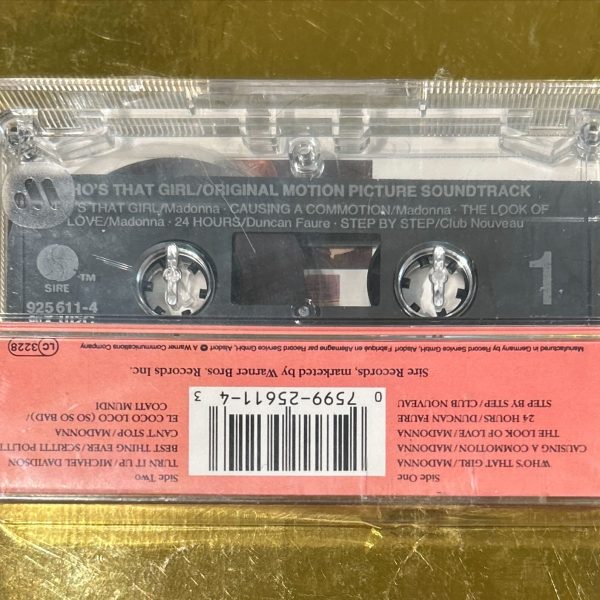 HO'S THAT GIRL/ORIGINAL MOTION PICTURE SOUNDTRACK
'S THAT GIRL/Madonna · CAUSING A COMMOTION/Madonna · THE LOOK OF
LOVE/Madonna · 24 HOURS/Duncan Faure · STEP BY STEP/Club Nouveau
SIRE
TM
1
925 611-4
Manufactured in Germany by Record Service GmbH, Alsdorf Fabriqué en Allemagne par Record Service GmbH, Alsdorf ℗ A Warner Communications Company
LC 3228
Sire Records, marketed by Warner Bros. Records Inc.
0 7599-25611-4 3
Side One
WHO'S THAT GIRL/MADONNA
CAUSING A COMMOTION/MADONNA
THE LOOK OF LOVE/MADONNA
24 HOURS/DUNCAN FAURE
STEP BY STEP/CLUB NOUVEAU
Side Two
TURN IT UP/MICHAEL DAVIDSON
BEST THING EVER/SCRITTI POLITTI
CAN'T STOP/MADONNA
EL COCO LOCO (SO SO BAD)/
COATI MUNDI